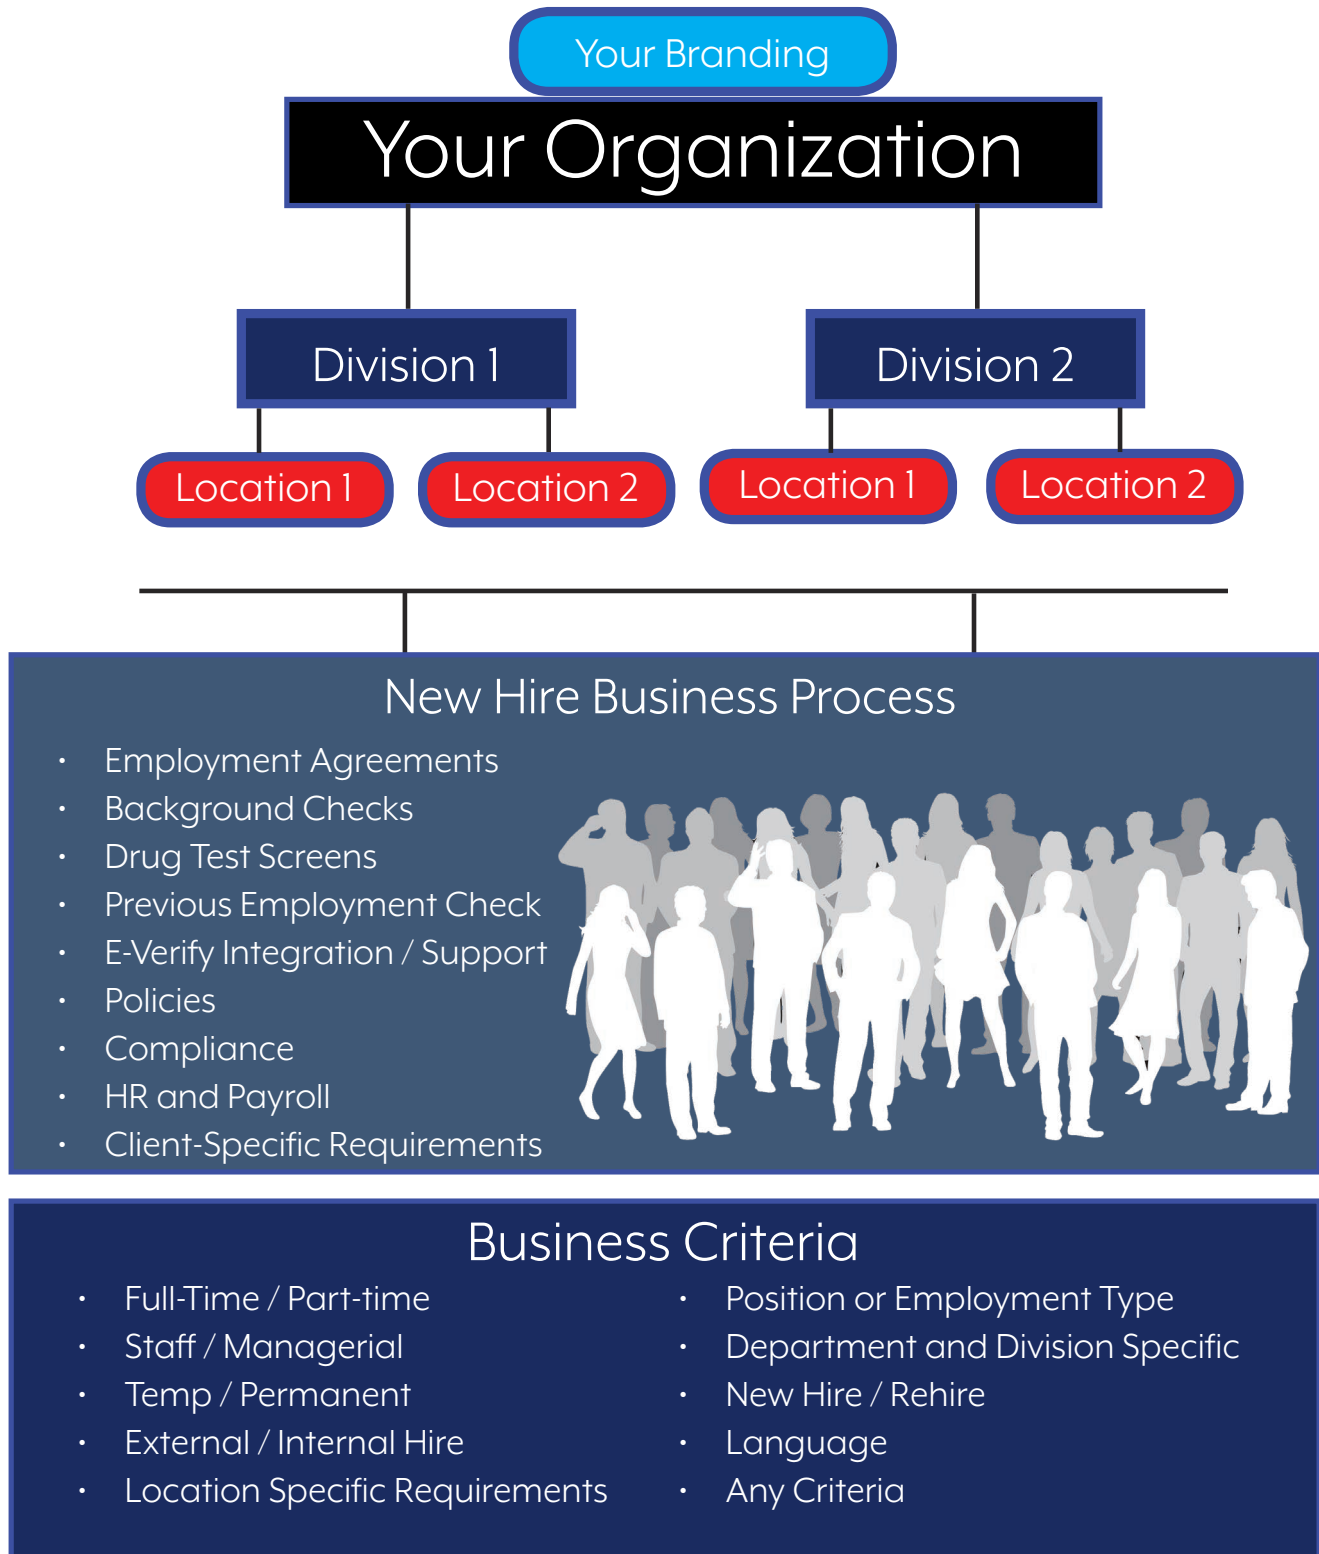 Your Branding
Your Organization
Division 1
Division 2
Location 1
Location 2
Location 1
Location 2
New Hire Business Process
· Employment Agreements
· Background Checks
· Drug Test Screens
· Previous Employment Check
· E-Verify Integration / Support
· Policies
· Compliance
· HR and Payroll
· Client-Specific Requirements
Business Criteria
· Full-Time / Part-time
· Staff / Managerial
· Temp / Permanent
· External / Internal Hire
· Location Specific Requirements
· Position or Employment Type
· Department and Division Specific
· New Hire / Rehire
· Language
· Any Criteria